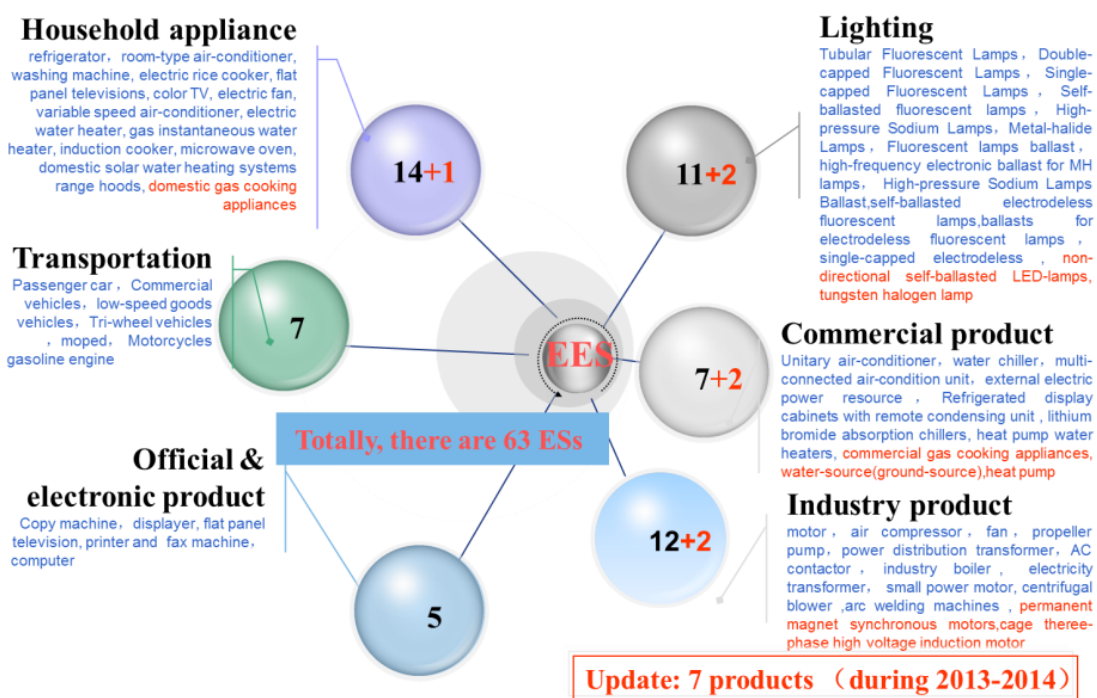 Household appliance
refrigerator，room-type air-conditioner,
washing machine, electric rice cooker, flat
panel televisions, color TV, electric fan,
variable speed air-conditioner, electric
water heater, gas instantaneous water
heater, induction cooker, microwave oven,
domestic solar water heating systems
range hoods, domestic gas cooking
appliances
14+1
Lighting
Tubular Fluorescent Lamps，Double-
capped Fluorescent Lamps，Single-
capped Fluorescent Lamps，Self-
ballasted fluorescent lamps，High-
pressure Sodium Lamps，Metal-halide
Lamps，Fluorescent lamps ballast，
high-frequency electronic ballast for MH
lamps， High-pressure Sodium Lamps
Ballast,self-ballasted electrodeless
fluorescent lamps,ballasts for
electrodeless fluorescent lamps，
single-capped electrodeless , non-
directional self-ballasted LED-lamps,
tungsten halogen lamp
11+2
Transportation
Passenger car，Commercial
vehicles，low-speed goods
vehicles，Tri-wheel vehicles
，moped，Motorcycles
gasoline engine
7
EES
Commercial product
Unitary air-conditioner，water chiller，multi-
connected air-condition unit，external electric
power resource， Refrigerated display
cabinets with remote condensing unit , lithium
bromide absorption chillers, heat pump water
heaters, commercial gas cooking appliances,
water-source(ground-source),heat pump
7+2
Totally, there are 63 ESs
Official &
electronic product
Copy machine，displayer, flat panel
television, printer and fax machine，
computer
5
Industry product
motor，air compressor，fan，propeller
pump，power distribution transformer，AC
contactor，industry boiler , electricity
transformer， small power motor, centrifugal
blower ,arc welding machines , permanent
magnet synchronous motors,cage theree-
phase high voltage induction motor
12+2
Update: 7 products （during 2013-2014）